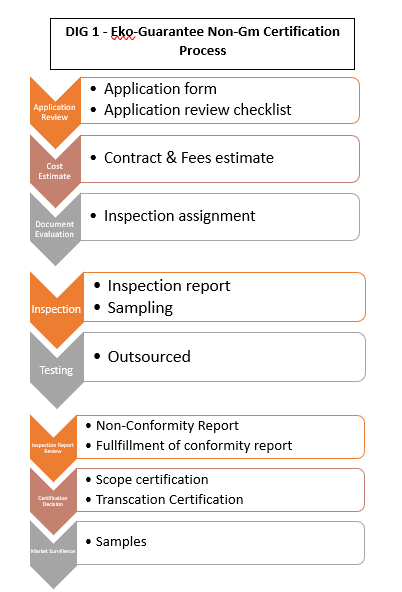 DIG 1 - Eko-Guarantee Non-Gm Certification
Process
Application
Review
• Application form
• Application review checklist
Cost
Estimate
• Contract & Fees estimate
Document
Evaluation
• Inspection assignment
Inspection
• Inspection report
• Sampling
Testing
• Outsourced
Inspection Report
Review
• Non-Conformity Report
• Fullfillment of conformity report
Certification
Decision
• Scope certification
• Transcation Certification
Market Survillense
• Samples